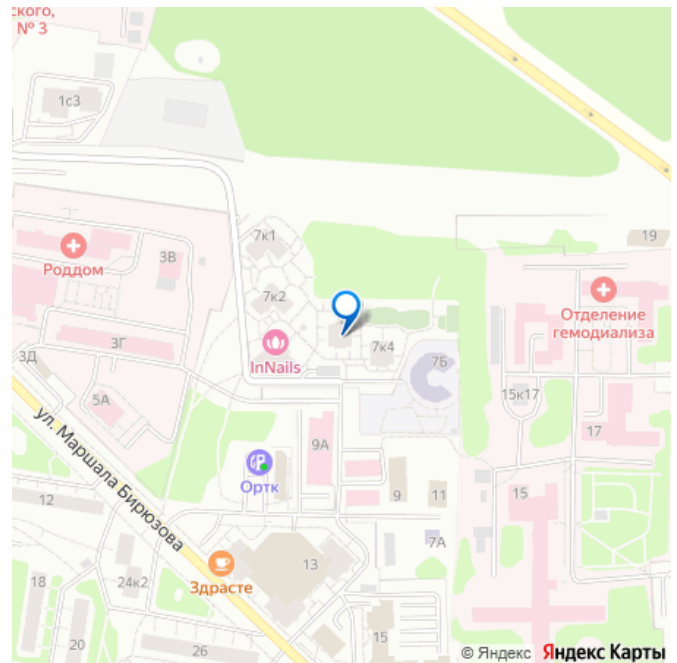 ского,
№ 3
1с3
19
7к1
3В
Роддом
7к2
Отделение
гемодиализа
3Г
7к4
3Д
InNails
7Б
15к17
5А
ул. Маршала Бирюзова
9А
17
Ортк
12
9
11
15
7А
Здрасте
13
18
24к2
15
20
26
© Яндекс Яндекс Карты